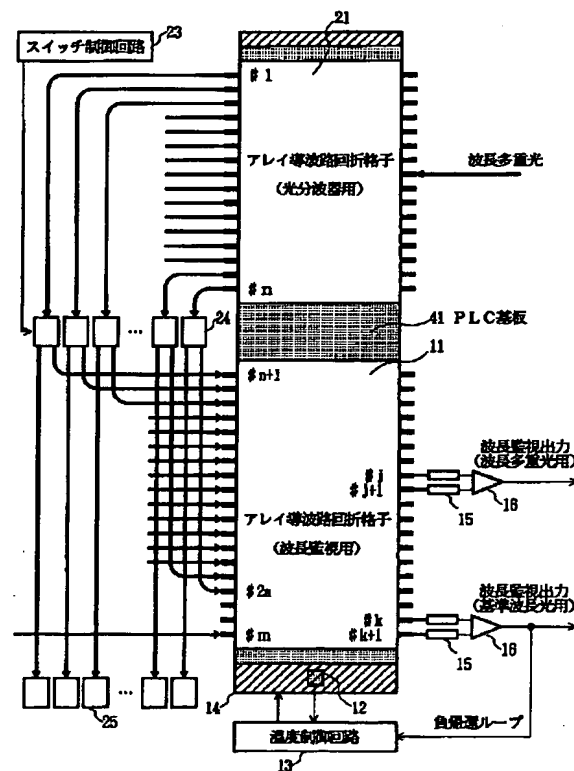 スイッチ制御回路
23
21
#1
アレイ導波路回折格子
(光分波器用)
波長多重光
#n
24
41 PLC基板
11
#n+1
#j
#j+1
15
16
波長監視出力
(波長多重光用)
アレイ導波路回折格子
(波長監視用)
#2n
#m
#k
#k+1
15
16
波長監視出力
(基準波長光用)
25
14
12
温度制御回路
13
負帰還ループ